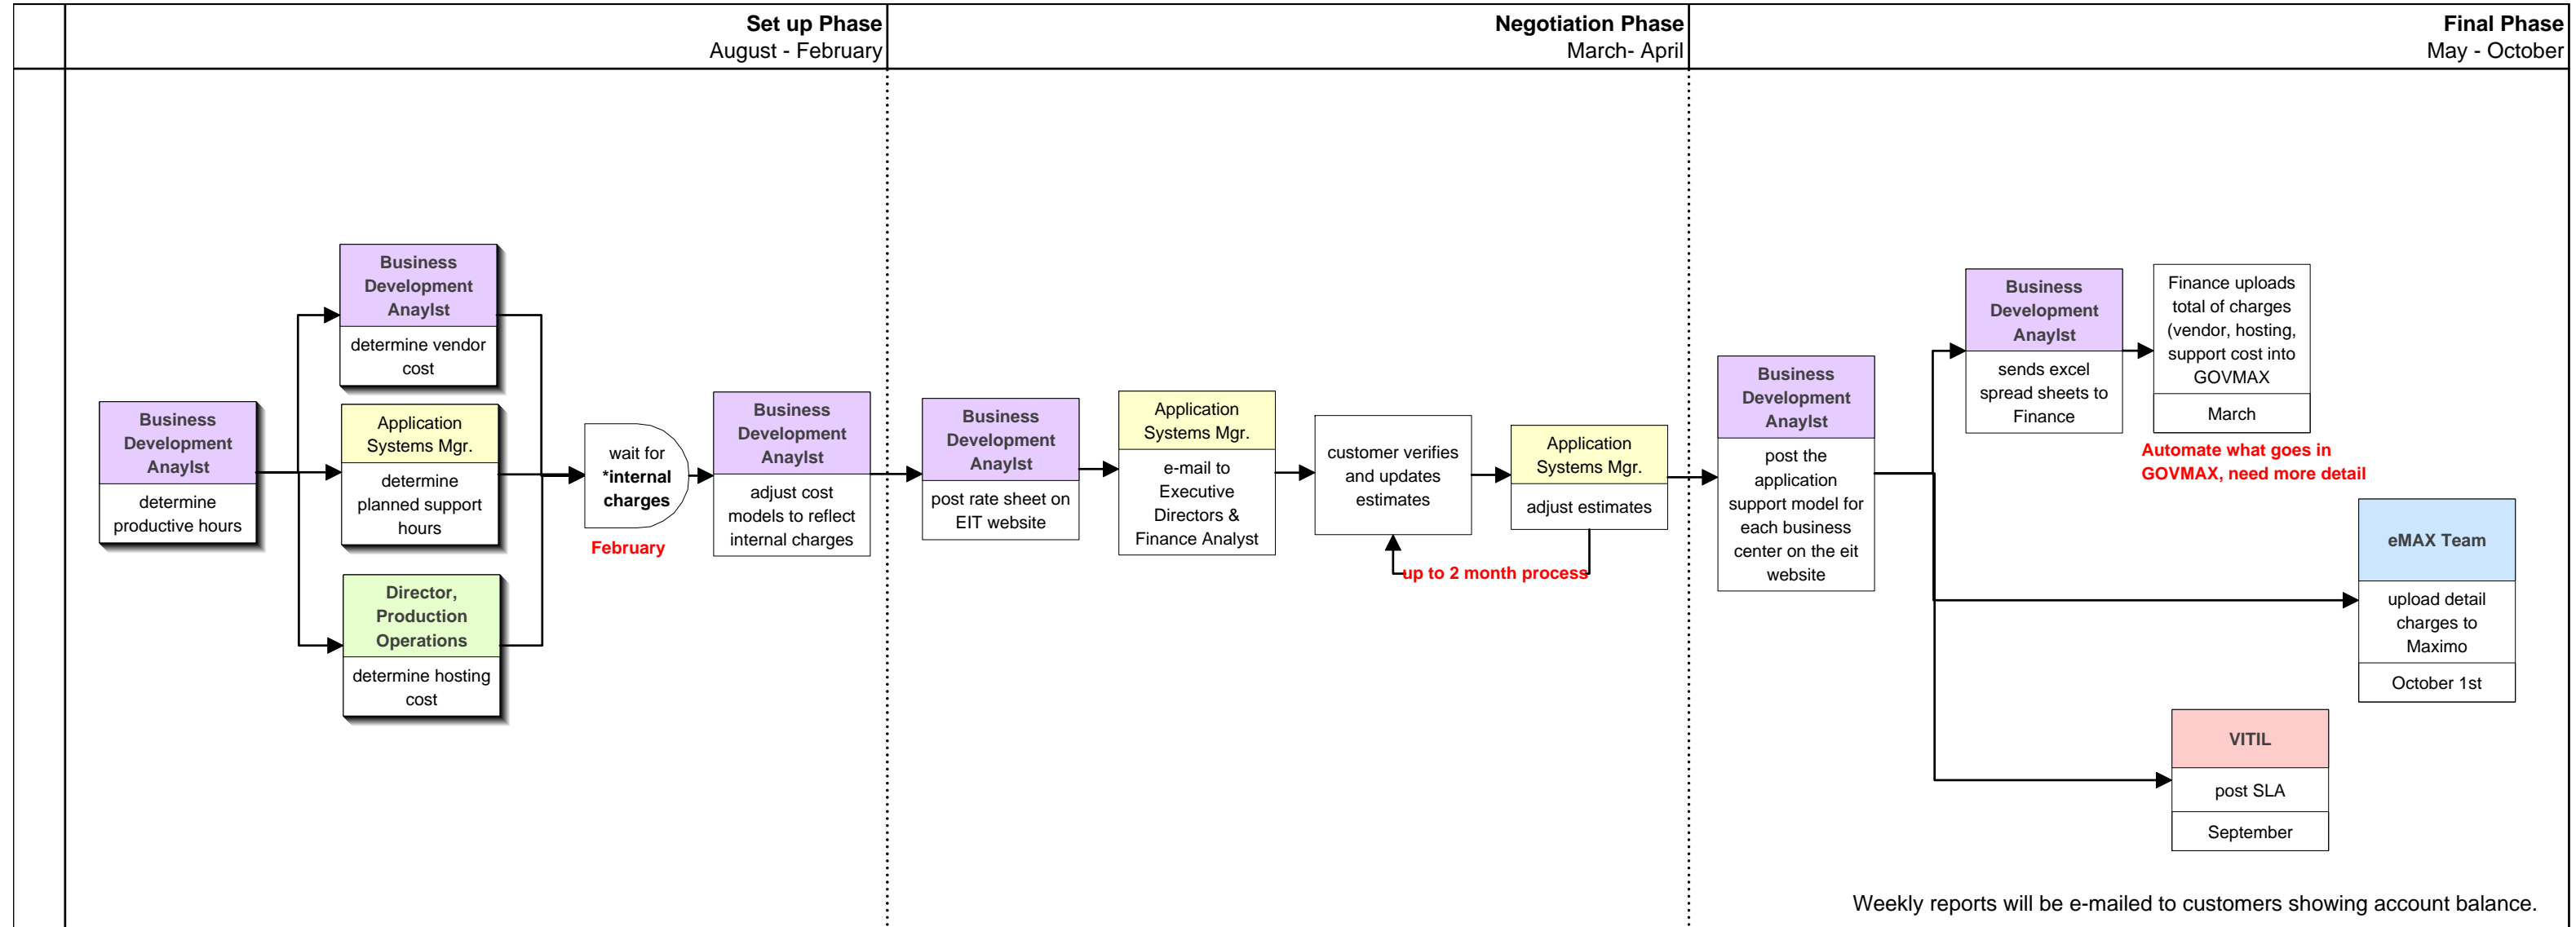 Set up Phase
August - February
Negotiation Phase
March- April
Final Phase
May - October
Business
Development
Anaylst
determine
productive hours
Business
Development
Anaylst
determine vendor
cost
Application
Systems Mgr.
determine
planned support
hours
Director,
Production
Operations
determine hosting
cost
wait for
*internal
charges
February
Business
Development
Anaylst
adjust cost
models to reflect
internal charges
Business
Development
Anaylst
post rate sheet on
EIT website
Application
Systems Mgr.
e-mail to
Executive
Directors &
Finance Analyst
customer verifies
and updates
estimates
Application
Systems Mgr.
adjust estimates
up to 2 month process
Business
Development
Anaylst
post the
application
support model for
each business
center on the eit
website
Business
Development
Anaylst
sends excel
spread sheets to
Finance
Finance uploads
total of charges
(vendor, hosting,
support cost into
GOVMAX
March
Automate what goes in
GOVMAX, need more detail
eMAX Team
upload detail
charges to
Maximo
October 1st
VITIL
post SLA
September
Weekly reports will be e-mailed to customers showing account balance.